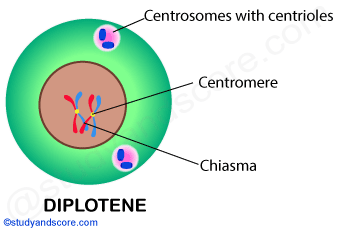 Centrosomes with centrioles
Centromere
Chiasma
DIPLOTENE
©studyandscore.com